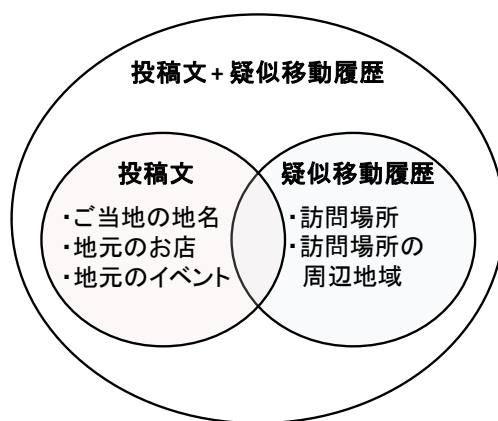 投稿文+疑似移動履歴
投稿文
・ご当地の地名
・地元のお店
・地元のイベント
疑似移動履歴
・訪問場所
・訪問場所の
周辺地域